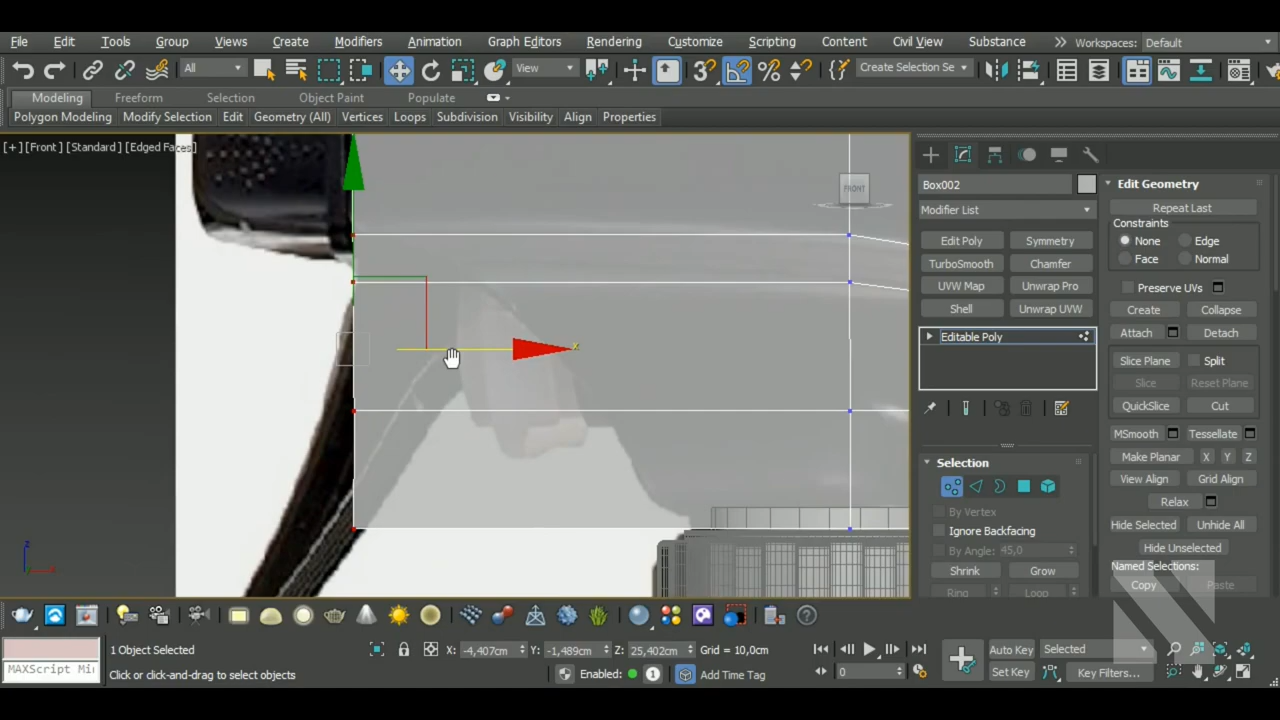 File Edit Tools Group Views Create Modifiers Animation Graph Editors Rendering Customize Scripting Content Civil View Substance Workspaces: Default
All View Create Selection Se
Modeling Freeform Selection Object Paint Populate
Polygon Modeling Modify Selection Edit Geometry (All) Vertices Loops Subdivision Visibility Align Properties
[+] [Front] [Standard] [Edged Faces]
FRONT
x
z
x
Box002
Modifier List
Edit Poly Symmetry
TurboSmooth Chamfer
UVW Map Unwrap Pro
Shell Unwrap UVW
Editable Poly
Selection
By Vertex
Ignore Backfacing
By Angle: 45,0
Shrink Grow
Ring Loop
Edit Geometry
Repeat Last
Constraints
None Edge
Face Normal
Preserve UVs
Create Collapse
Attach Detach
Slice Plane Split
Slice Reset Plane
QuickSlice Cut
MSmooth Tessellate
Make Planar X Y Z
View Align Grid Align
Relax
Hide Selected Unhide All
Hide Unselected
Named Selections:
Copy Paste
1 Object Selected X: -4,407cm Y: -1,489cm Z: 25,402cm Grid = 10,0cm Auto Key Selected
MAXScript Mi Click or click-and-drag to select objects Enabled: 1 Add Time Tag 0 Set Key Key Filters...